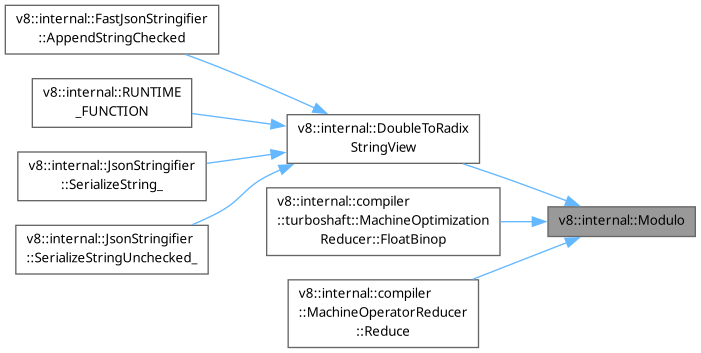 v8::internal::FastJsonStringifier
::AppendStringChecked
v8::internal::RUNTIME
_FUNCTION
v8::internal::JsonStringifier
::SerializeString_
v8::internal::JsonStringifier
::SerializeStringUnchecked_
v8::internal::DoubleToRadix
StringView
v8::internal::compiler
::turboshaft::MachineOptimization
Reducer::FloatBinop
v8::internal::compiler
::MachineOperatorReducer
::Reduce
v8::internal::Modulo